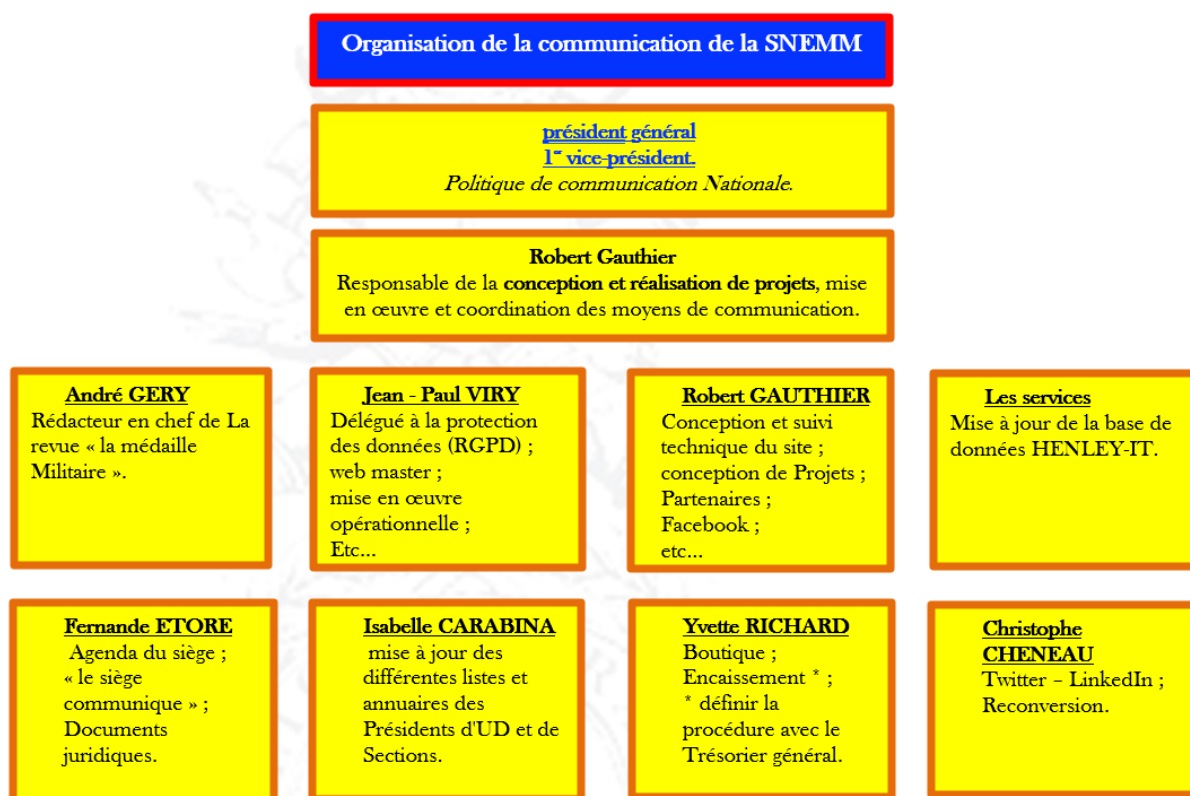 Organisation de la communication de la SNEMM
président général
1er vice-président.
Politique de communication Nationale.
Robert Gauthier
Responsable de la conception et réalisation de projets, mise
en œuvre et coordination des moyens de communication.
André GERY
Rédacteur en chef de La
revue « la médaille
Militaire ».
Jean - Paul VIRY
Délégué à la protection
des données (RGPD) ;
web master ;
mise en œuvre
opérationnelle ;
Etc...
Robert GAUTHIER
Conception et suivi
technique du site ;
conception de Projets ;
Partenaires ;
Facebook ;
etc...
Les services
Mise à jour de la base de
données HENLEY-IT.
Fernande ETORE
Agenda du siège ;
« le siège
communique » ;
Documents
juridiques.
Isabelle CARABINA
mise à jour des
différentes listes et
annuaires des
Présidents d'UD et de
Sections.
Yvette RICHARD
Boutique ;
Encaissement * ;
* définir la
procédure avec le
Trésorier général.
Christophe
CHENEAU
Twitter – LinkedIn ;
Reconversion.